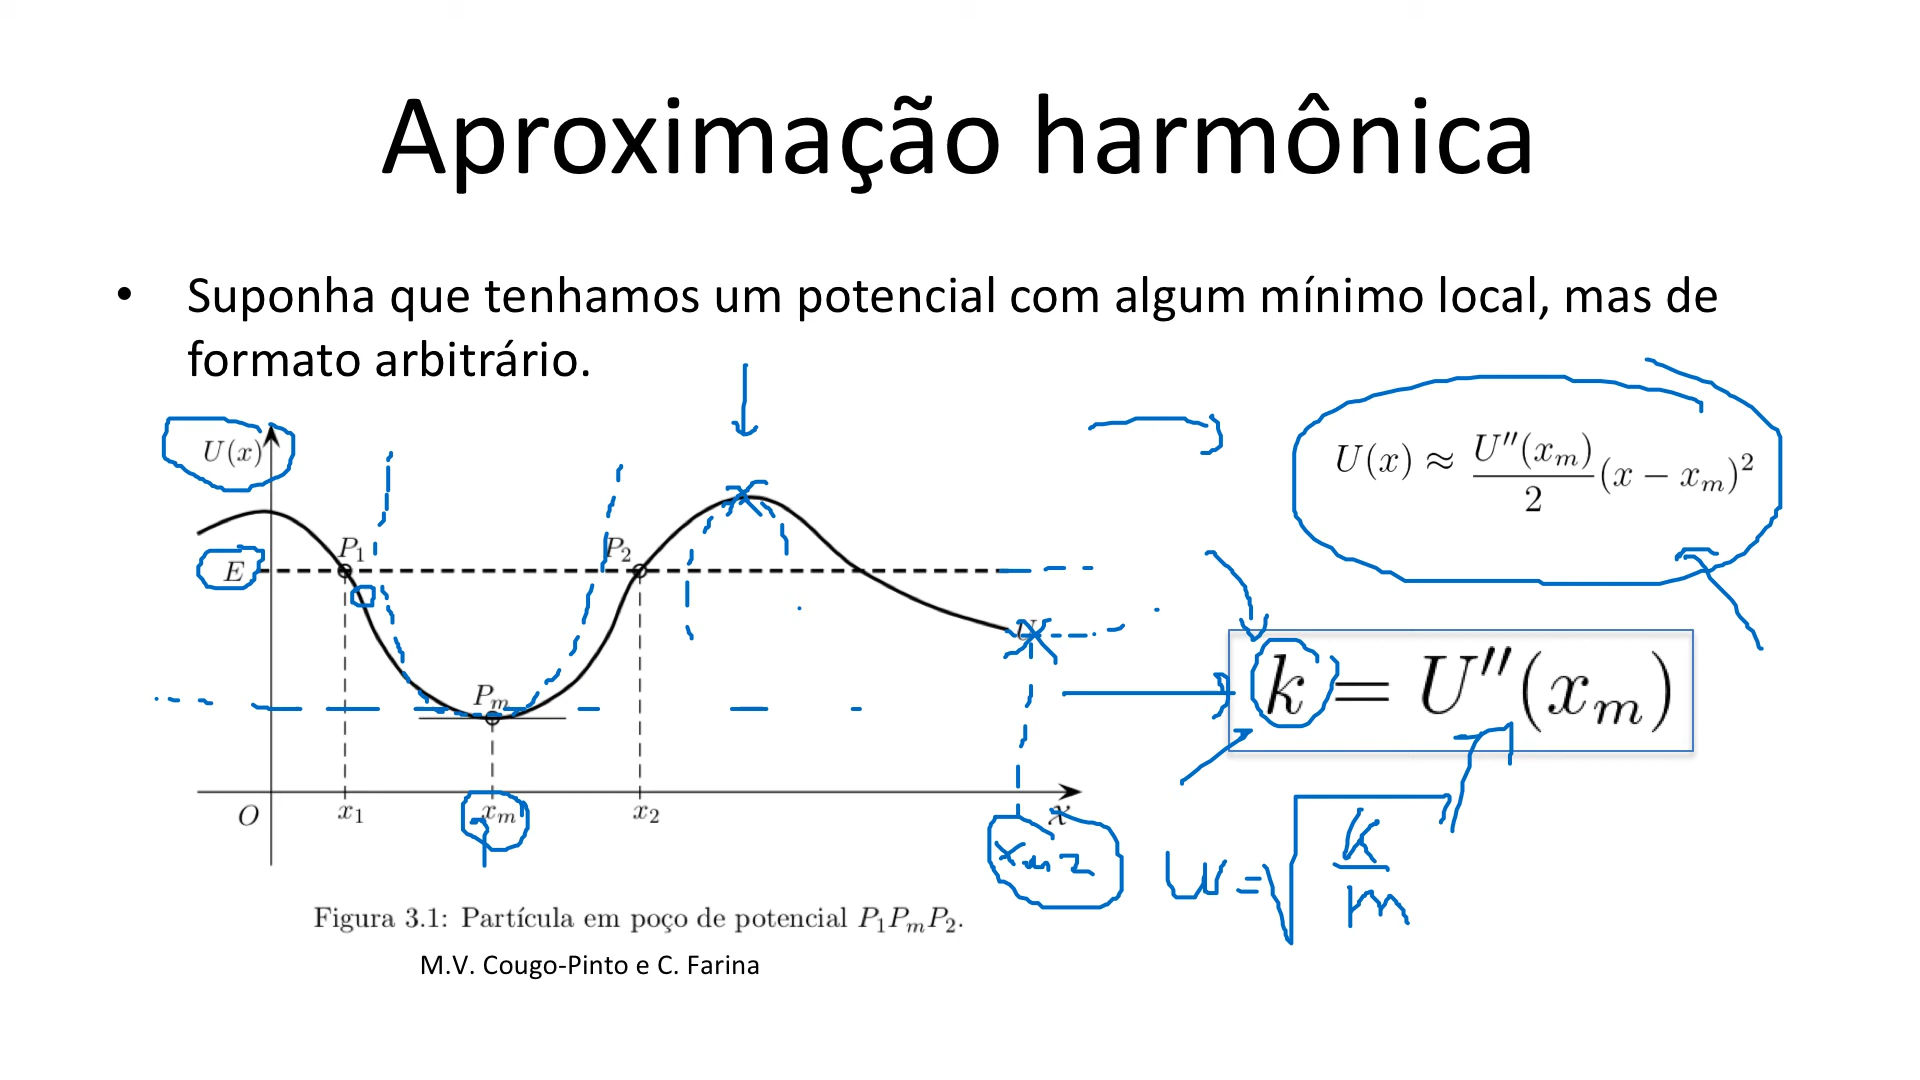 Aproximação harmônica
• Suponha que tenhamos um potencial com algum mínimo local, mas de
formato arbitrário.
U(x)
U(x) ≈ U''(xₘ)/2 (x − xₘ)²
P₁
P₂
E
U
Pₘ
k = U''(xₘ)
O
x₁
xₘ
x₂
x
xₘ₂
ω = √(k/m)
Figura 3.1: Partícula em poço de potencial P₁PₘP₂.
M.V. Cougo-Pinto e C. Farina